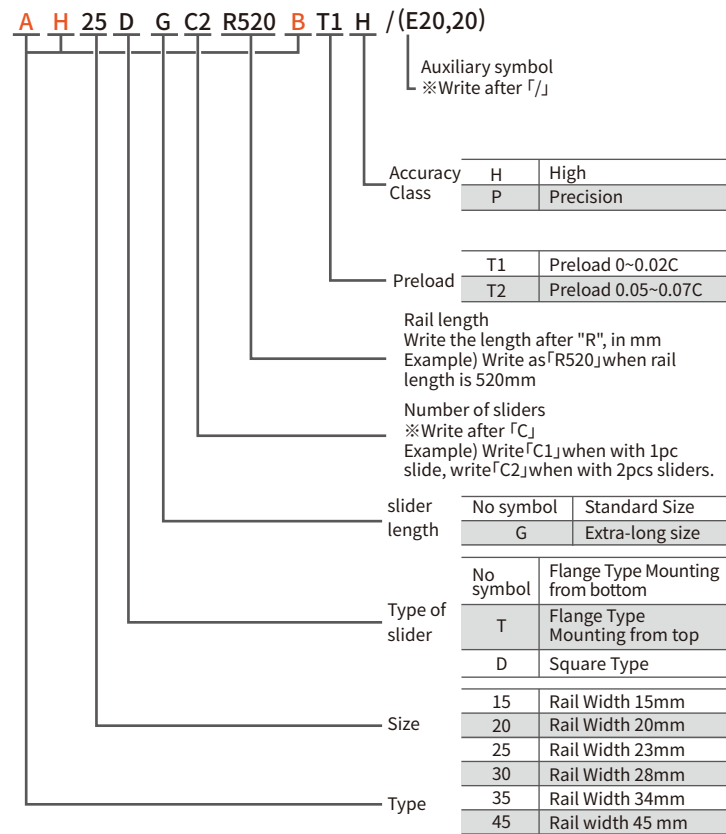 A H 25 D G C2 R520 B T1 H /(E20,20)
Auxiliary symbol
※Write after「/」
Accuracy
Class
H High
P Precision
Preload
T1 Preload 0~0.02C
T2 Preload 0.05~0.07C
Rail length
Write the length after "R", in mm
Example) Write as「R520」when rail
length is 520mm
Number of sliders
※Write after「C」
Example) Write「C1」when with 1pc
slide, write「C2」when with 2pcs sliders.
slider
length
No symbol Standard Size
G Extra-long size
Type of
slider
No
symbol
Flange Type Mounting
from bottom
T
Flange Type
Mounting from top
D Square Type
Size
15 Rail Width 15mm
20 Rail Width 20mm
25 Rail Width 23mm
30 Rail Width 28mm
35 Rail Width 34mm
45 Rail width 45 mm
Type